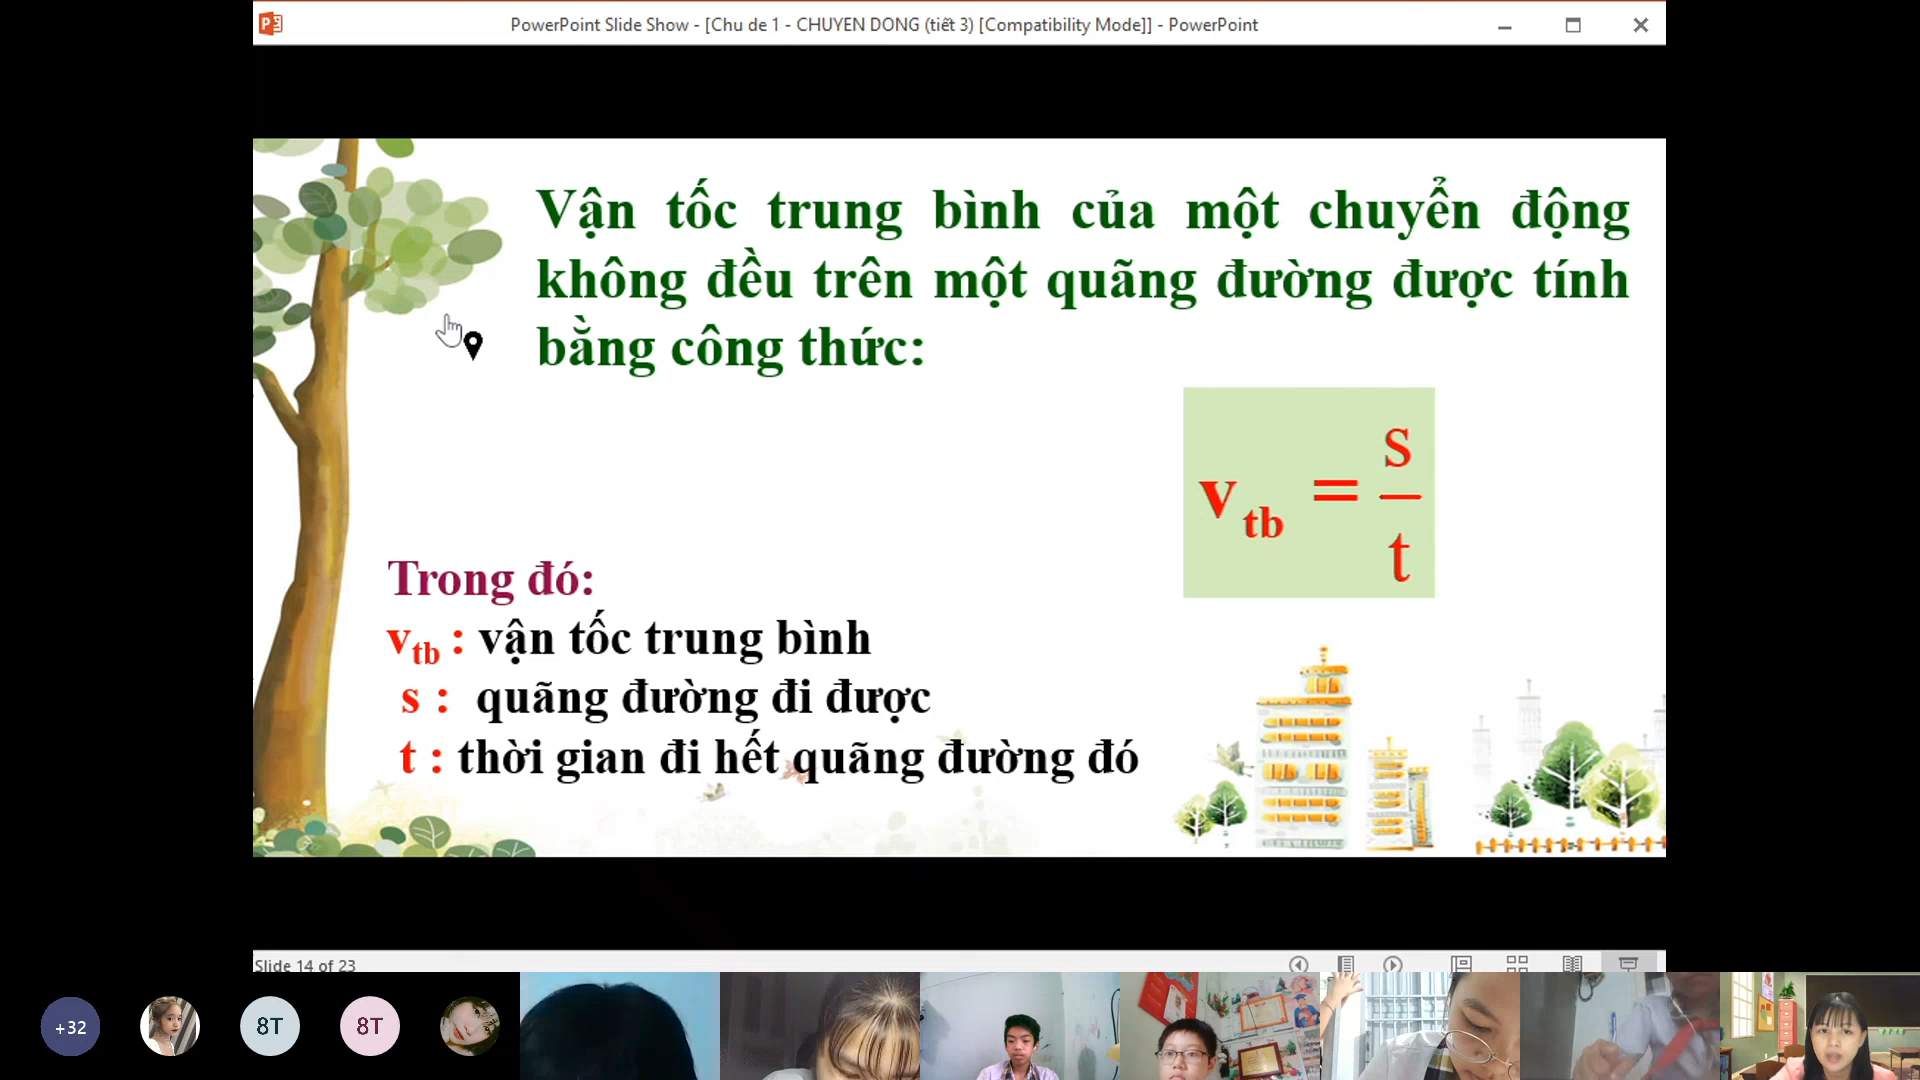 PowerPoint Slide Show - [Chu de 1 - CHUYEN DONG (tiết 3) [Compatibility Mode]] - PowerPoint
Vận tốc trung bình của một chuyển động
không đều trên một quãng đường được tính
bằng công thức:
v_tb = s/t
Trong đó:
v_tb : vận tốc trung bình
s : quãng đường đi được
t : thời gian đi hết quãng đường đó
Slide 14 of 23
+32
8T
8T